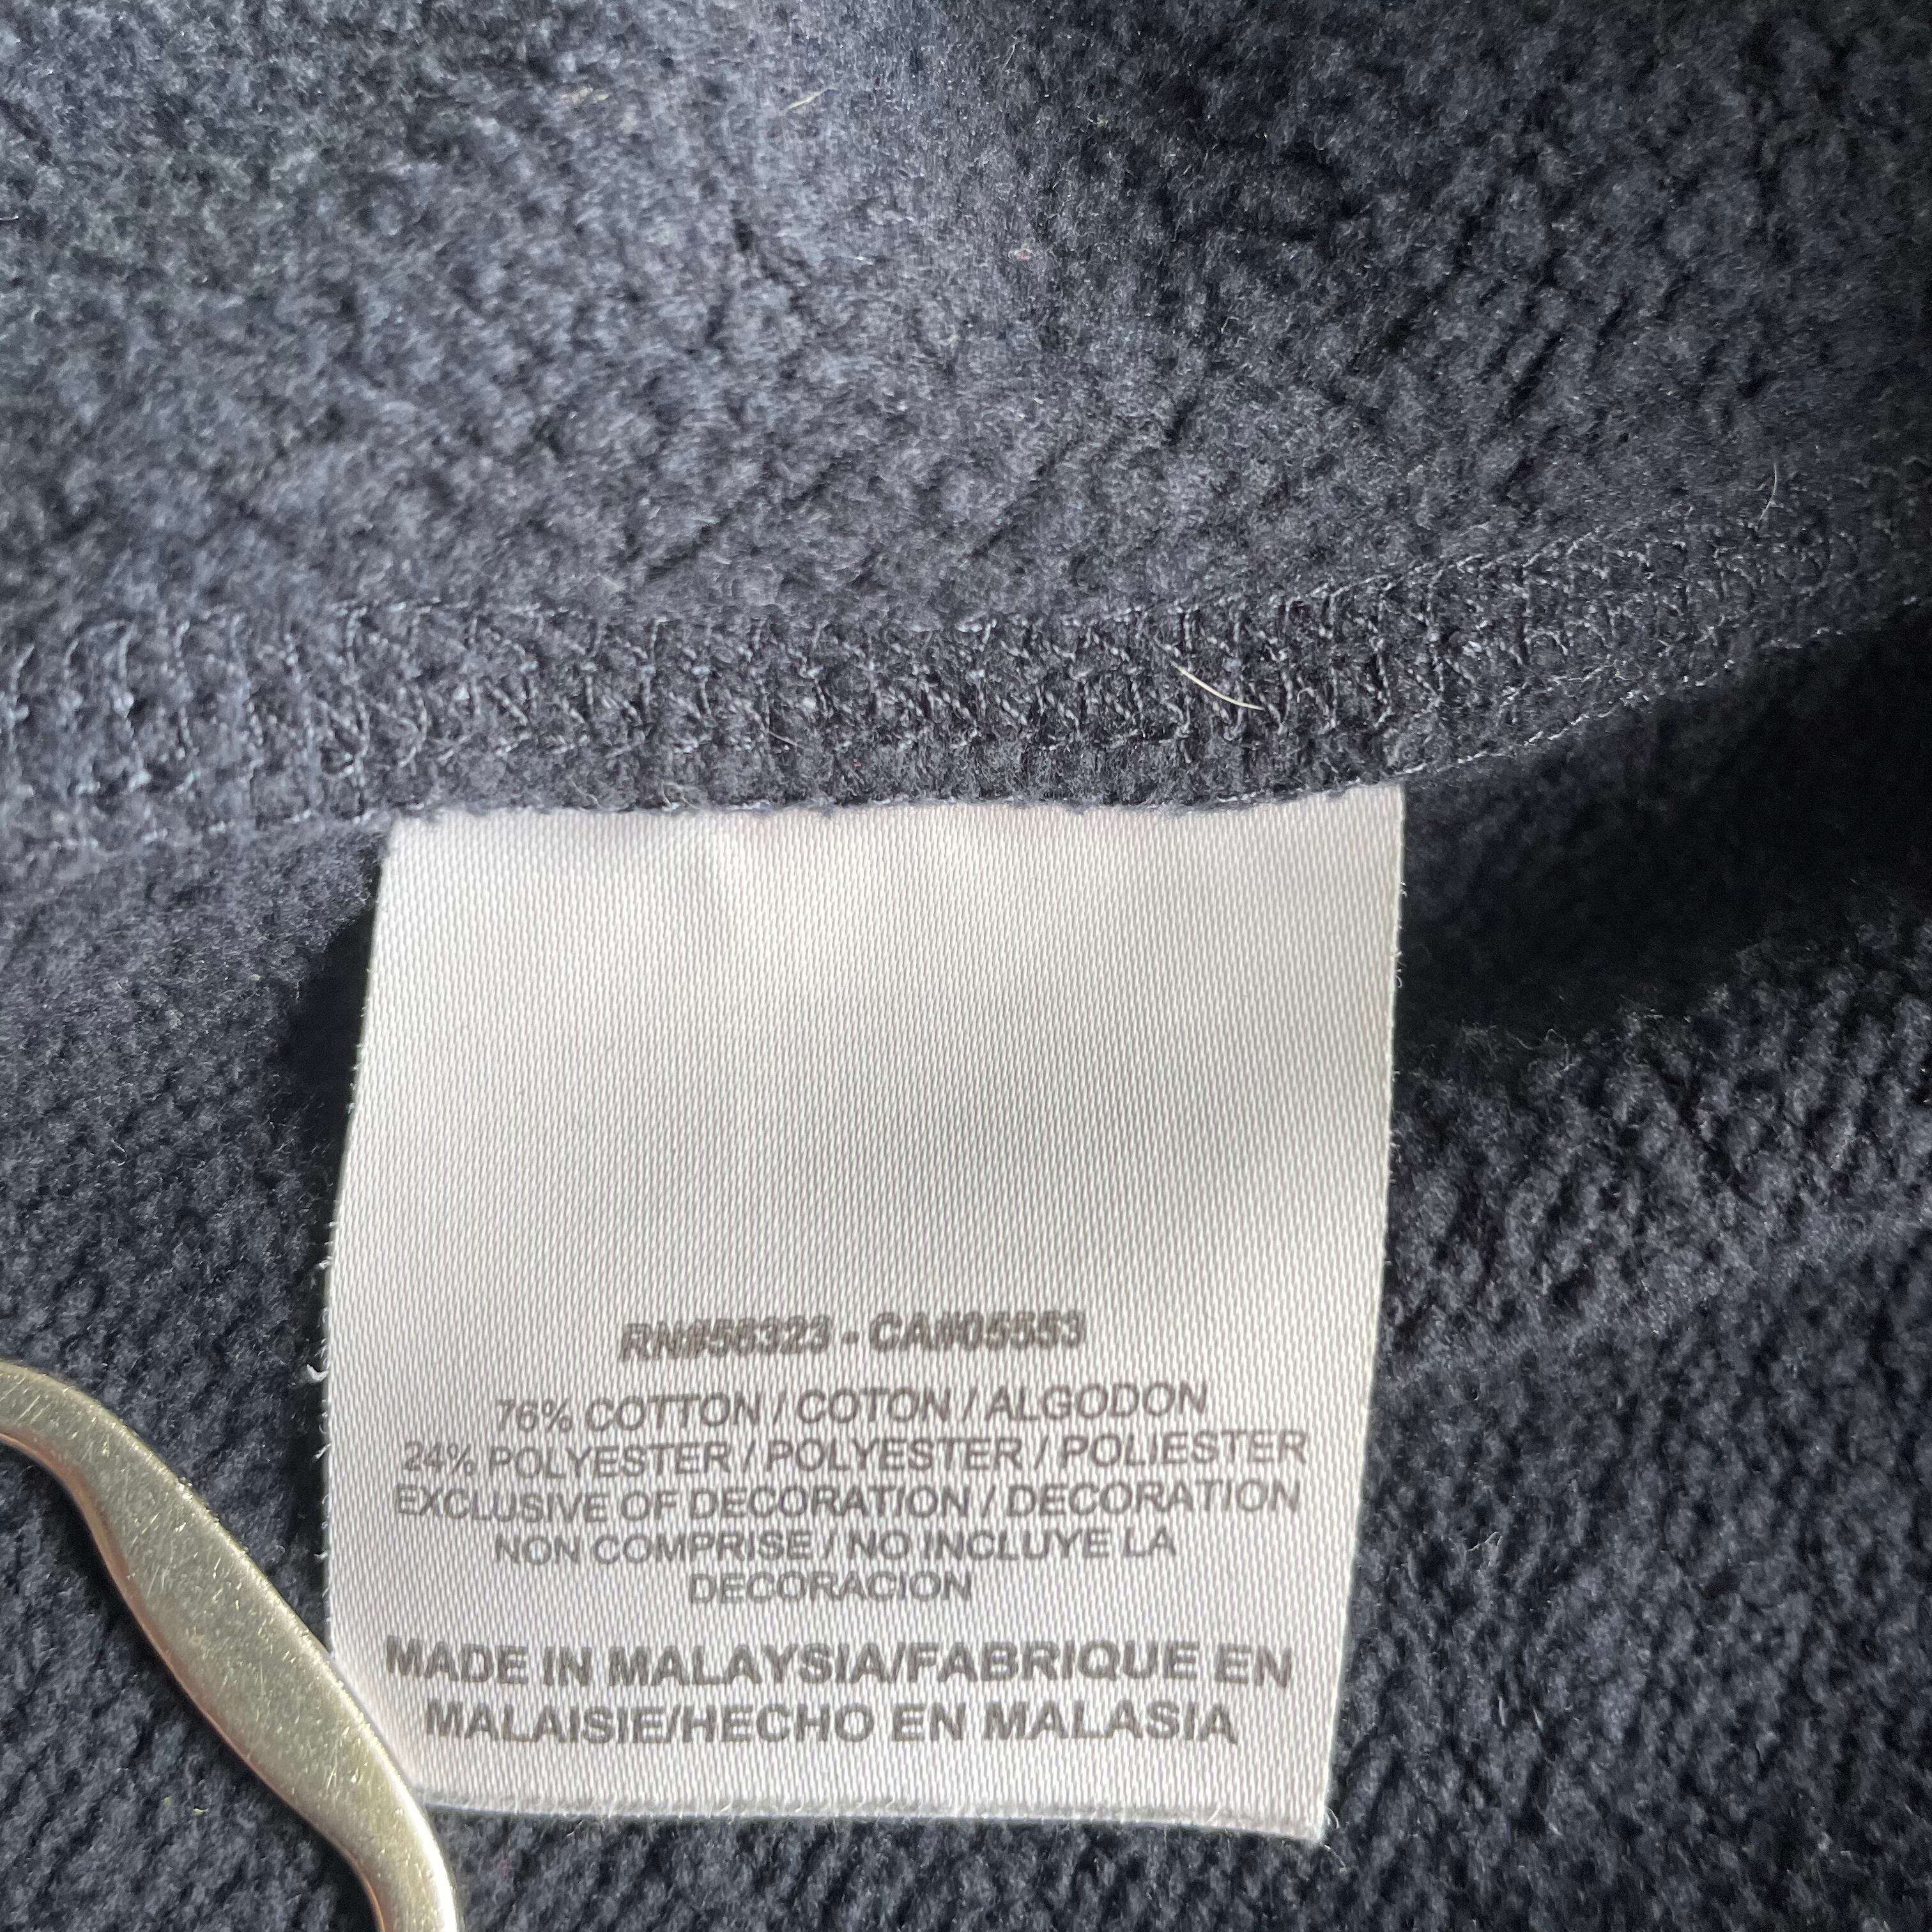 RN#56323 - CA#05553
76% COTTON / COTON / ALGODON
24% POLYESTER / POLYESTER / POLIESTER
EXCLUSIVE OF DECORATION / DECORATION
NON COMPRISE / NO INCLUYE LA
DECORACION
MADE IN MALAYSIA/FABRIQUE EN
MALAISIE/HECHO EN MALASIA